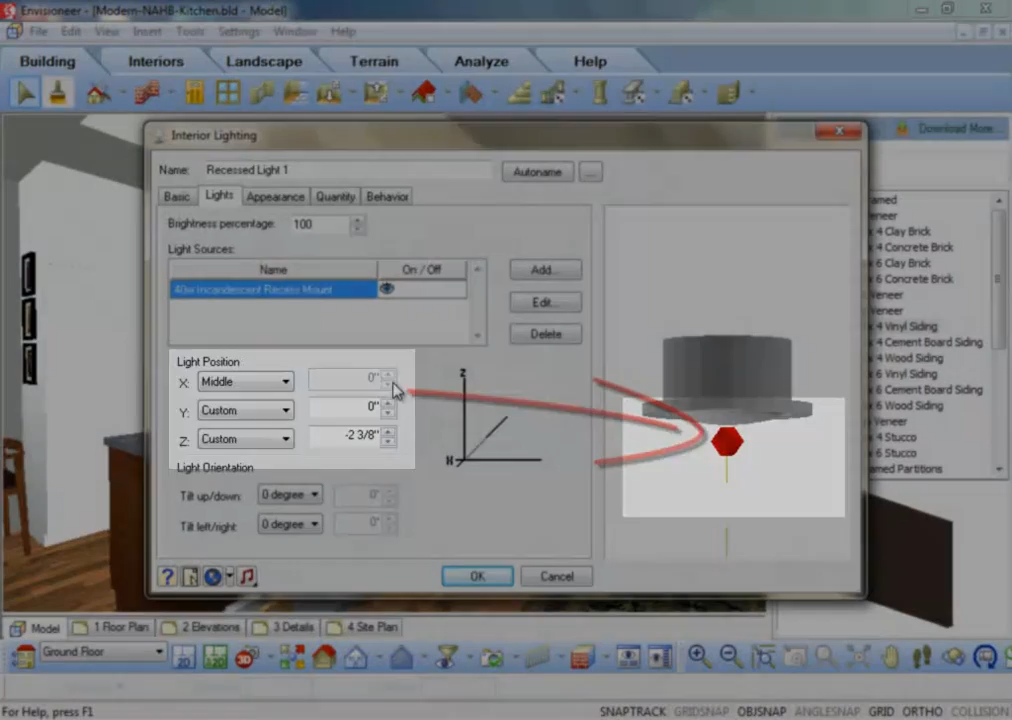 Envisioneer - [Modern-NAHB-Kitchen.bld - Model]
File Edit View Insert Tools Settings Window Help
Building Interiors Landscape Terrain Analyze Help
Download More...
Interior Lighting
Name: Recessed Light 1 Autoname ...
Basic Lights Appearance Quantity Behavior
Brightness percentage: 100
Light Sources:
Name On / Off
40w Incandescent Recess Mount
Add...
Edit...
Delete
Light Position
X: Middle 0"
Y: Custom 0"
Z: Custom -2 3/8"
Z
X
Light Orientation
Tilt up/down: 0 degree 0"
Tilt left/right: 0 degree 0"
OK Cancel
amed
eneer
x 4 Clay Brick
x 4 Concrete Brick
x 6 Clay Brick
x 6 Concrete Brick
Veneer
Veneer
x 4 Vinyl Siding
x 4 Cement Board Siding
x 4 Wood Siding
x 6 Vinyl Siding
x 6 Cement Board Siding
x 6 Wood Siding
Veneer
x 4 Stucco
x 6 Stucco
amed Partitions
Model 1 Floor Plan 2 Elevations 3 Details 4 Site Plan
Ground Floor 2D 2D 3D
For Help, press F1 SNAPTRACK GRIDSNAP OBJSNAP ANGLESNAP GRID ORTHO COLLISION